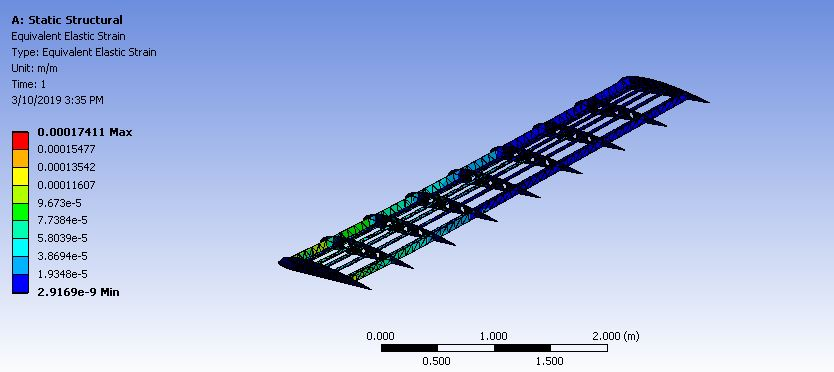 A: Static Structural
Equivalent Elastic Strain
Type: Equivalent Elastic Strain
Unit: m/m
Time: 1
3/10/2019 3:35 PM
0.00017411 Max
0.00015477
0.00013542
0.00011607
9.673e-5
7.7384e-5
5.8039e-5
3.8694e-5
1.9348e-5
2.9169e-9 Min
0.000 1.000 2.000 (m)
0.500 1.500